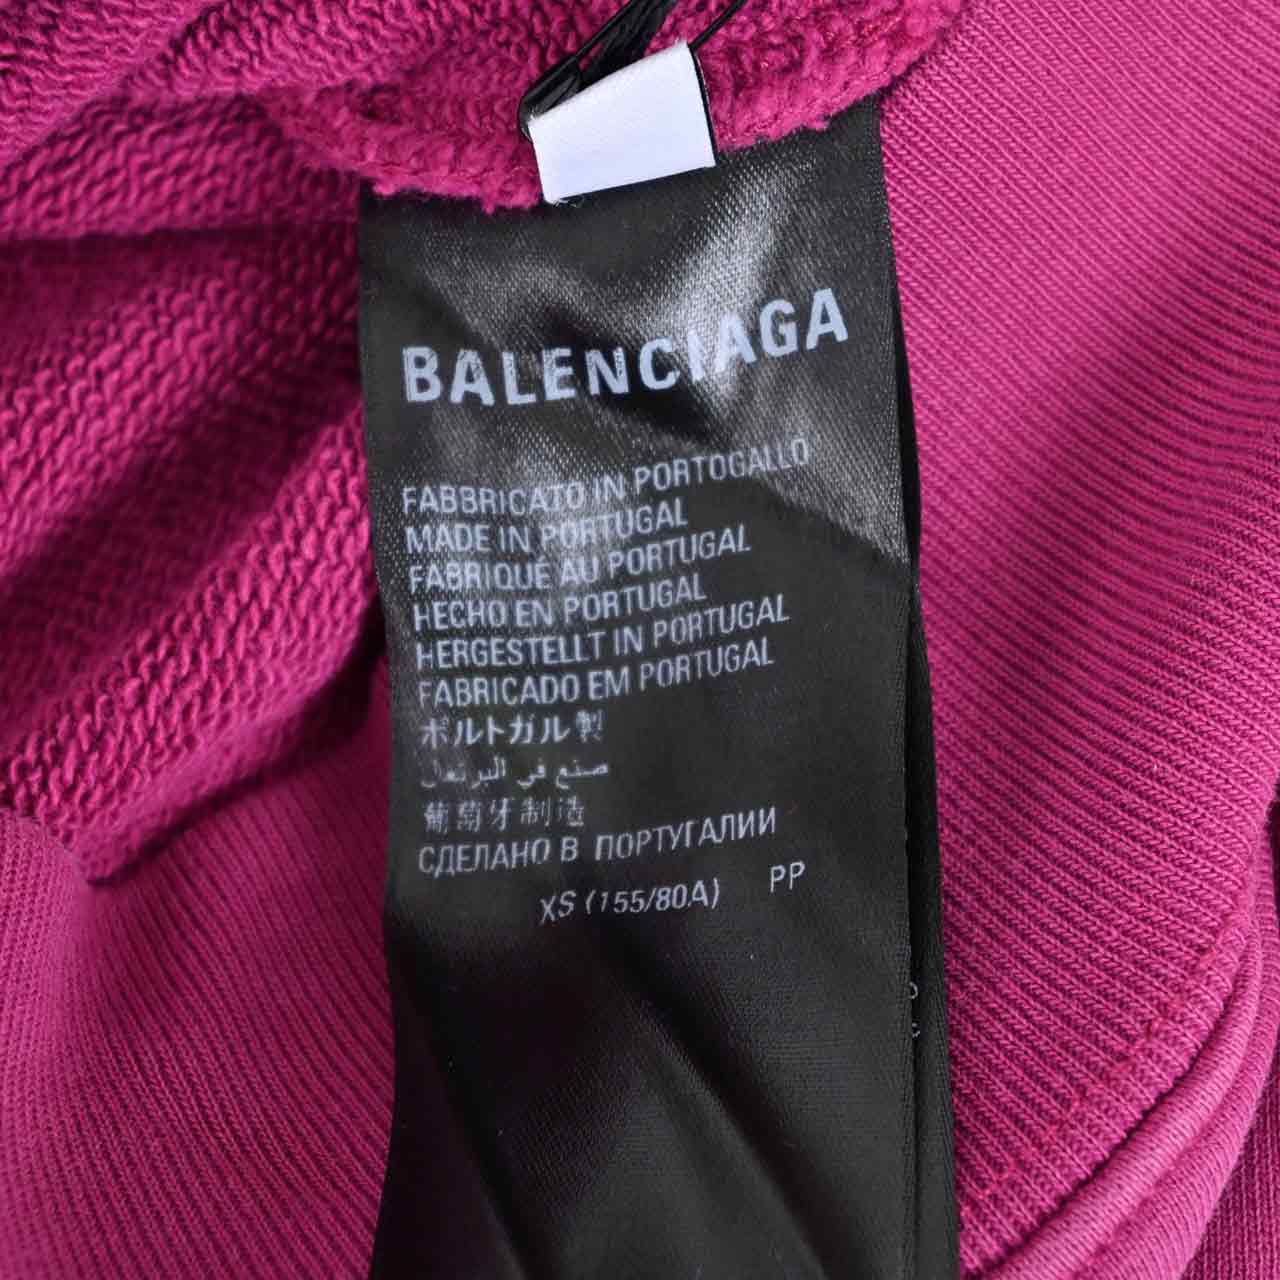 BALENCIAGA
FABBRICATO IN PORTOGALLO
MADE IN PORTUGAL
FABRIQUÉ AU PORTUGAL
HECHO EN PORTUGAL
HERGESTELLT IN PORTUGAL
FABRICADO EM PORTUGAL
ポルトガル製
صنع في البرتغال
葡萄牙制造
СДЕЛАНО В ПОРТУГАЛИИ
XS (155/80A) PP